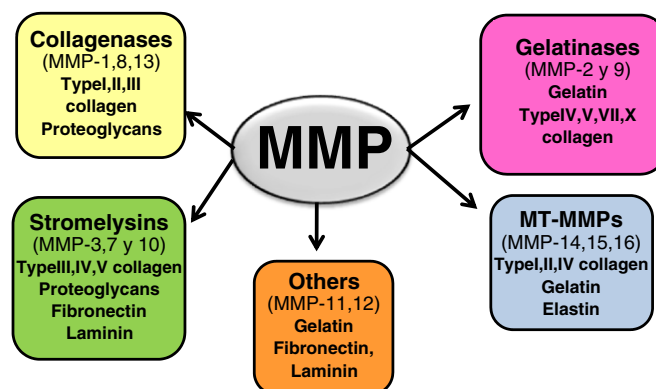 Collagenases
(MMP-1,8,13)
TypeI,II,III
collagen
Proteoglycans
MMP
Gelatinases
(MMP-2 y 9)
Gelatin
TypeIV,V,VII,X
collagen
Stromelysins
(MMP-3,7 y 10)
TypeIII,IV,V collagen
Proteoglycans
Fibronectin
Laminin
Others
(MMP-11,12)
Gelatin
Fibronectin,
Laminin
MT-MMPs
(MMP-14,15,16)
TypeI,II,IV collagen
Gelatin
Elastin